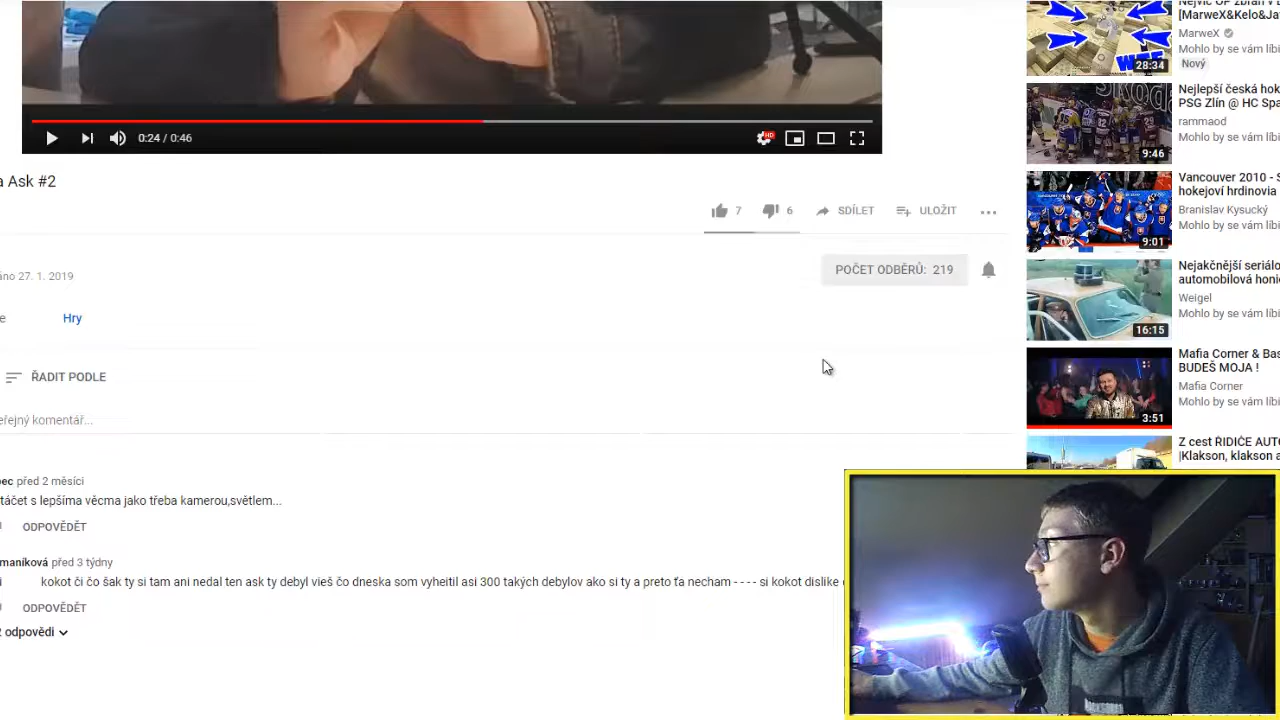 0:24 / 0:46
a Ask #2
7 6 SDÍLET ULOŽIT
áno 27. 1. 2019
POČET ODBĚRŮ: 219
e Hry
ŘADIT PODLE
eřejný komentář...
ec před 2 měsíci
táčet s lepšíma věcma jako třeba kamerou,světlem...
ODPOVĚDĚT
maníková před 3 týdny
kokot či čo šak ty si tam ani nedal ten ask ty debyl vieš čo dneska som vyheitil asi 300 takých debylov ako si ty a preto ťa necham - - - - si kokot dislike
ODPOVĚDĚT
2 odpovědi
Nejvíc OP zbraň v
[MarweX&Kelo&Ja
MarweX
Mohlo by se vám líbi
Nový
28:34
Nejlepší česká hok
PSG Zlín @ HC Spa
rammaod
Mohlo by se vám líbi
9:46
Vancouver 2010 - S
hokejoví hrdinovia
Branislav Kysucký
Mohlo by se vám líbi
9:01
Nejakčnější seriálo
automobilová honi
Weigel
Mohlo by se vám líbi
16:15
Mafia Corner & Bas
BUDEŠ MOJA !
Mafia Corner
Mohlo by se vám líbi
3:51
Z cest ŘIDIČE AUTO
|Klakson, klakson a